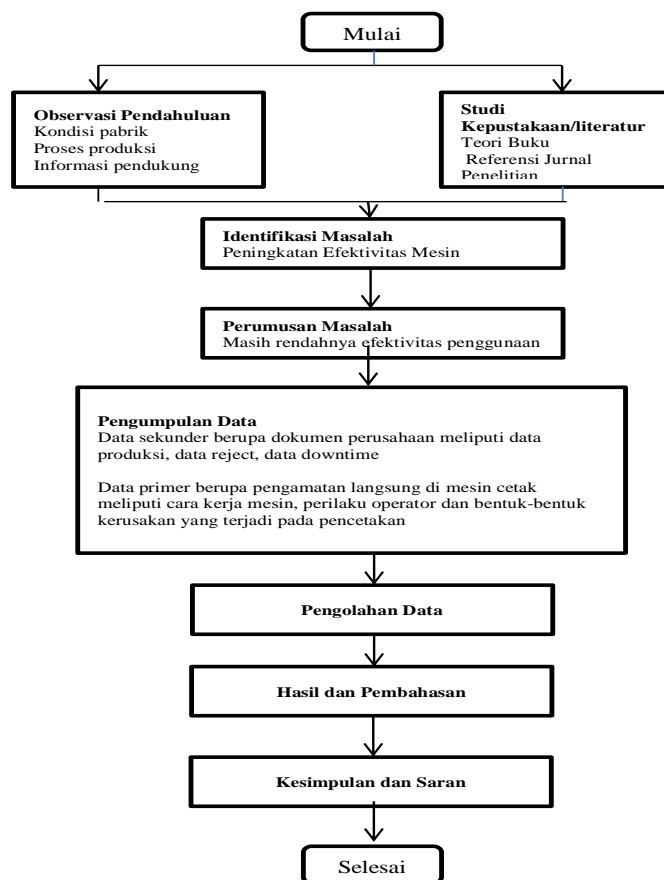 Mulai
Observasi Pendahuluan
Kondisi pabrik
Proses produksi
Informasi pendukung
Studi
Kepustakaan/literatur
Teori Buku
Referensi Jurnal
Penelitian
Identifikasi Masalah
Peningkatan Efektivitas Mesin
Perumusan Masalah
Masih rendahnya efektivitas penggunaan
Pengumpulan Data
Data sekunder berupa dokumen perusahaan meliputi data
produksi, data reject, data downtime
Data primer berupa pengamatan langsung di mesin cetak
meliputi cara kerja mesin, perilaku operator dan bentuk-bentuk
kerusakan yang terjadi pada pencetakan
Pengolahan Data
Hasil dan Pembahasan
Kesimpulan dan Saran
Selesai